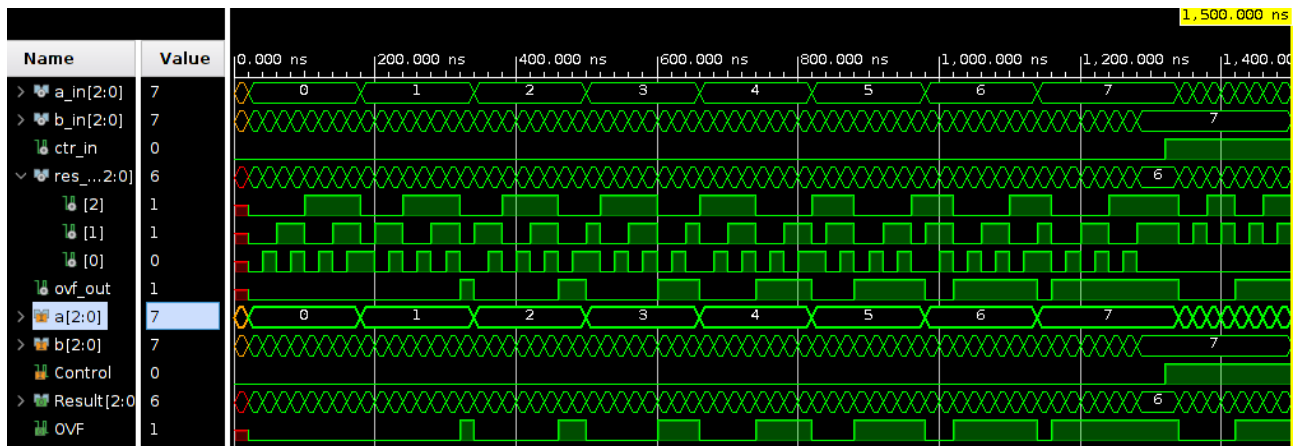 1,500.000 ns
Name Value 0.000 ns 200.000 ns 400.000 ns 600.000 ns 800.000 ns 1,000.000 ns 1,200.000 ns 1,400.00
a_in[2:0] 7 0 1 2 3 4 5 6 7
b_in[2:0] 7 7
ctr_in 0
res_...2:0] 6 6
[2] 1
[1] 1
[0] 0
ovf_out 1
a[2:0] 7 0 1 2 3 4 5 6 7
b[2:0] 7 7
Control 0
Result[2:0 6 6
OVF 1